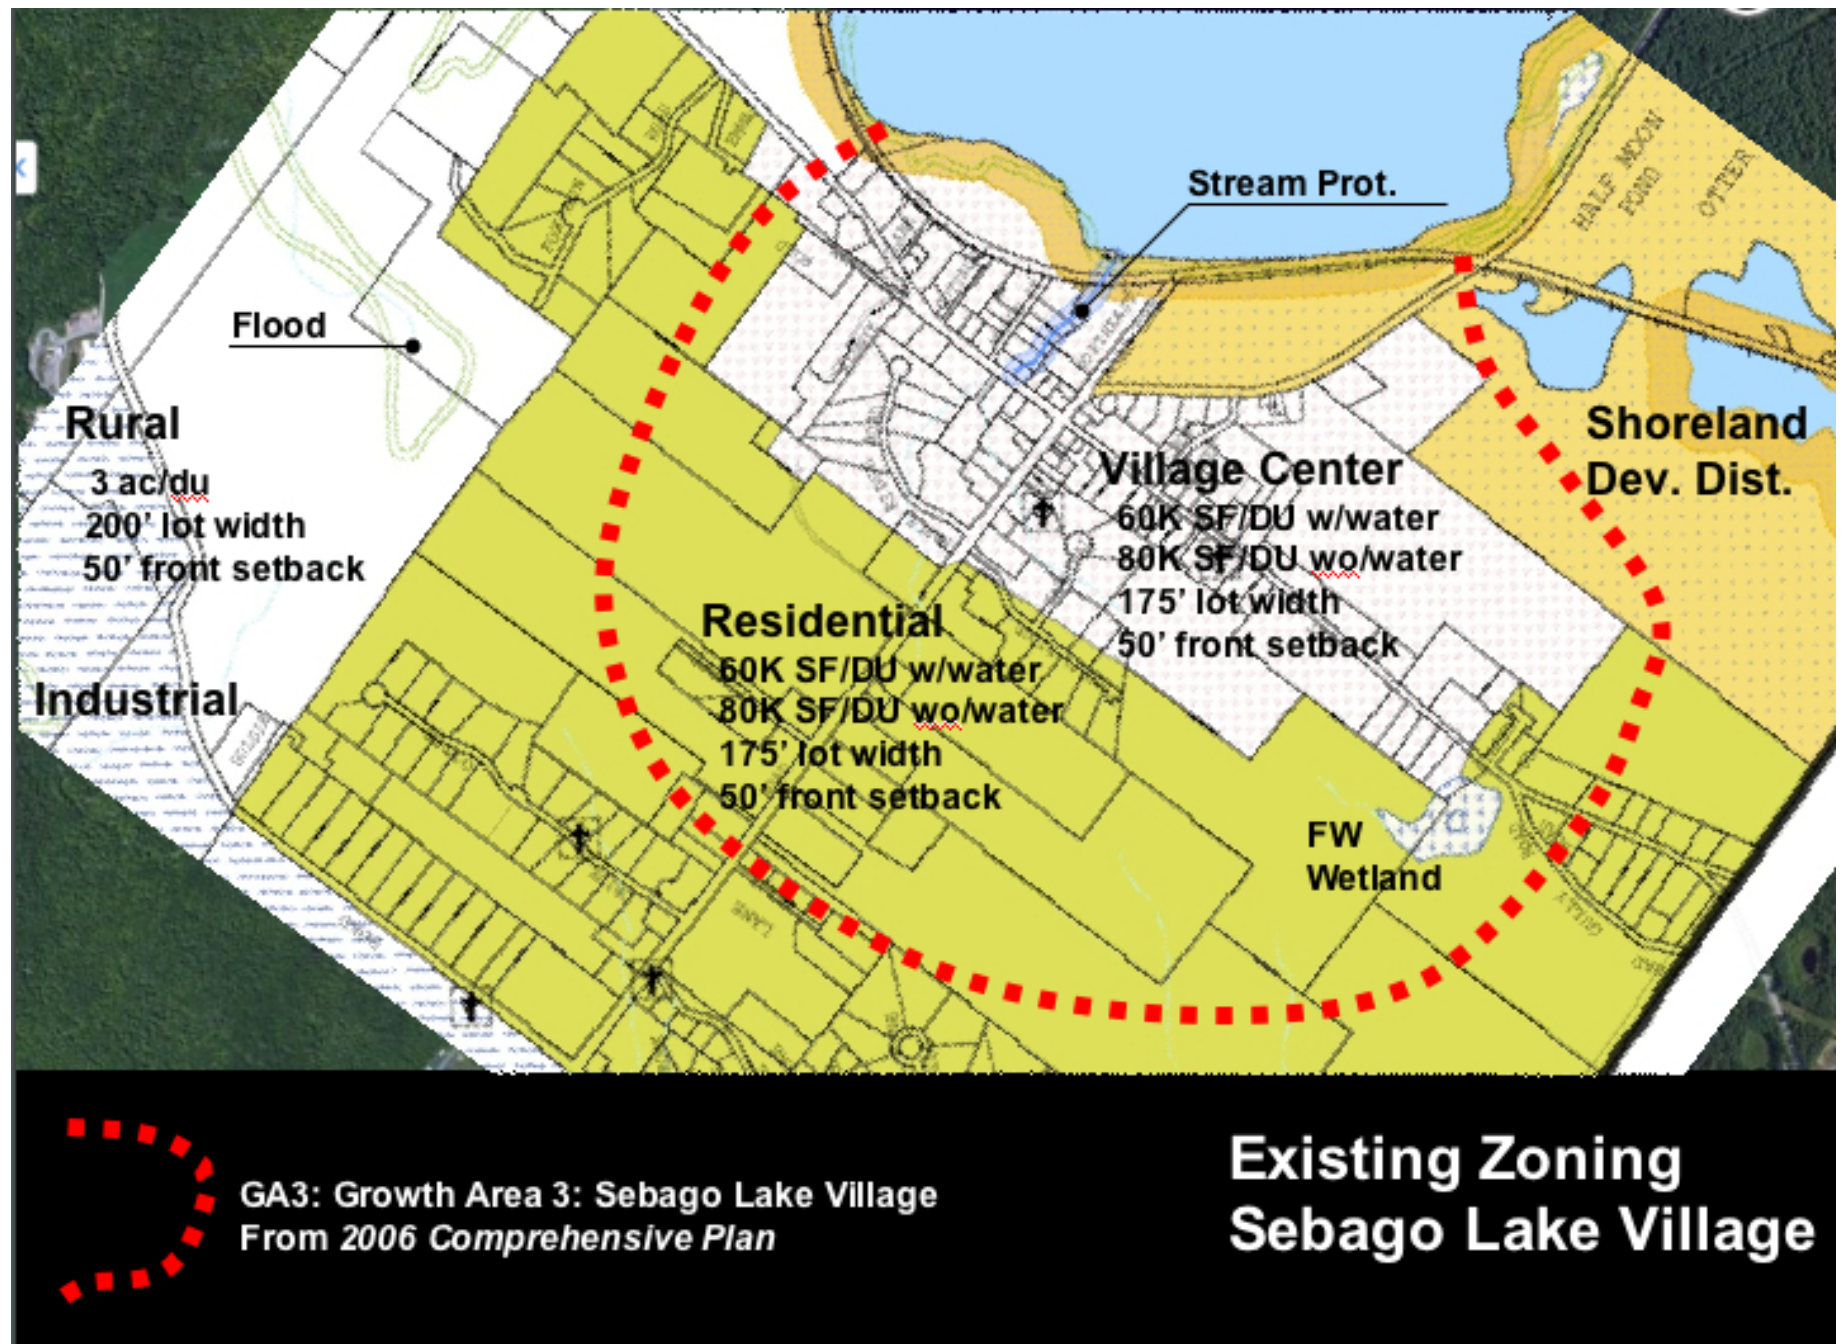 Stream Prot.
HALF MOON
POND
OTTER
Flood
Rural
3 ac/du
200' lot width
50' front setback
Shoreland
Dev. Dist.
Village Center
60K SF/DU w/water
80K SF/DU wo/water
175' lot width
50' front setback
Residential
60K SF/DU w/water
80K SF/DU wo/water
175' lot width
50' front setback
Industrial
FW
Wetland
LANE
ROAD
GA3: Growth Area 3: Sebago Lake Village
From 2006 Comprehensive Plan
Existing Zoning
Sebago Lake Village